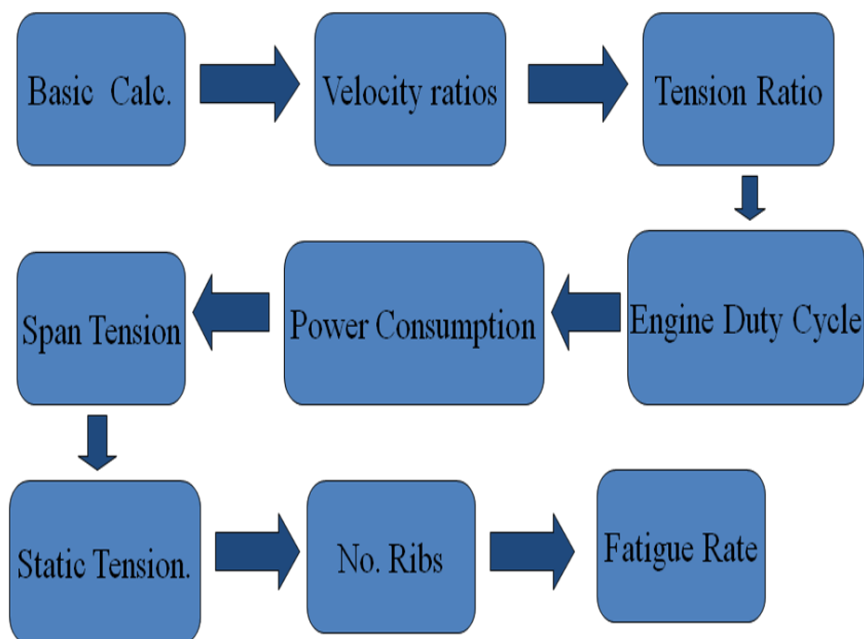 Basic Calc.
Velocity ratios
Tension Ratio
Engine Duty Cycle
Power Consumption
Span Tension
Static Tension.
No. Ribs
Fatigue Rate